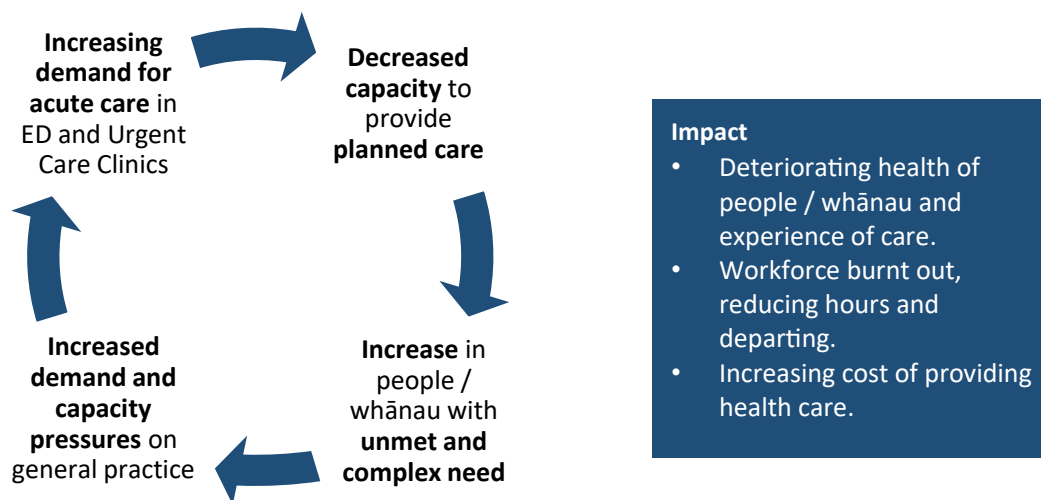 Increasing
demand for
acute care in
ED and Urgent
Care Clinics
Decreased
capacity to
provide
planned care
Increase in
people /
whānau with
unmet and
complex need
Increased
demand and
capacity
pressures on
general practice
Impact
• Deteriorating health of
people / whānau and
experience of care.
• Workforce burnt out,
reducing hours and
departing.
• Increasing cost of providing
health care.